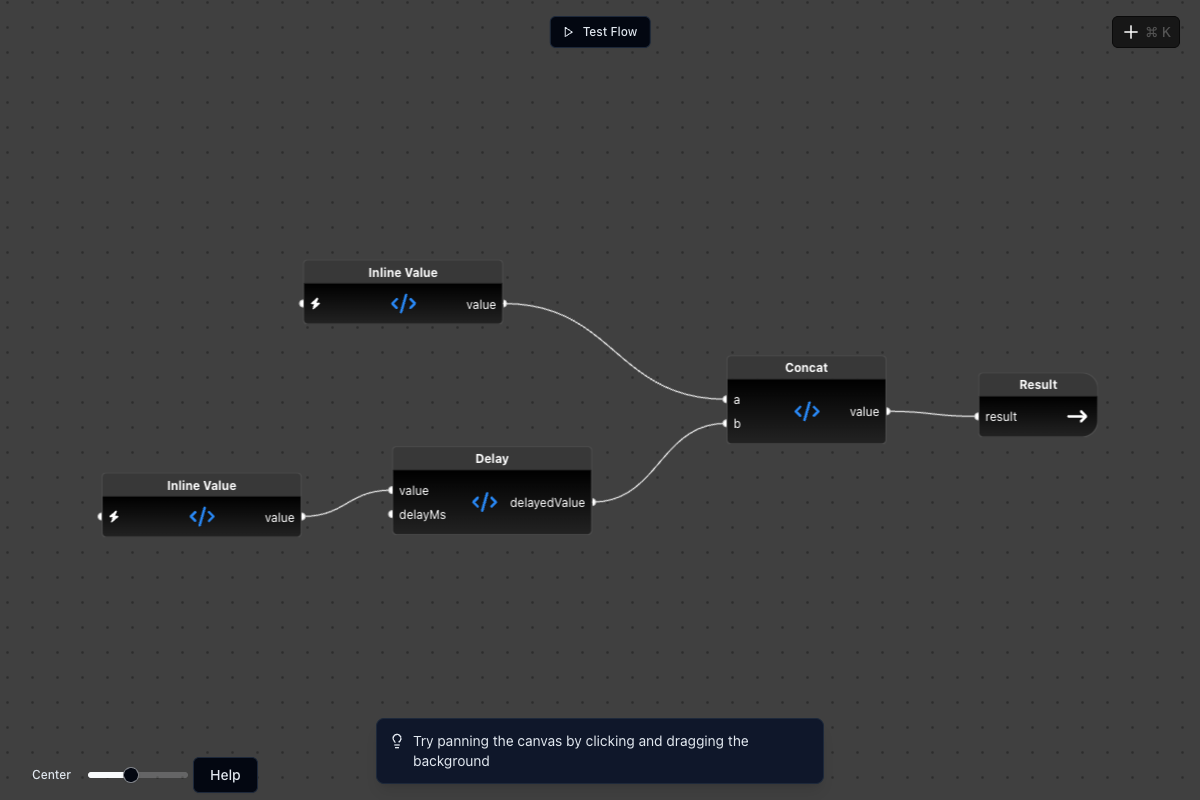 Test Flow
⌘ K
Inline Value
value
Concat
a
b
value
Result
result
Delay
value
delayMs
delayedValue
Inline Value
value
Try panning the canvas by clicking and dragging the
background
Center
Help